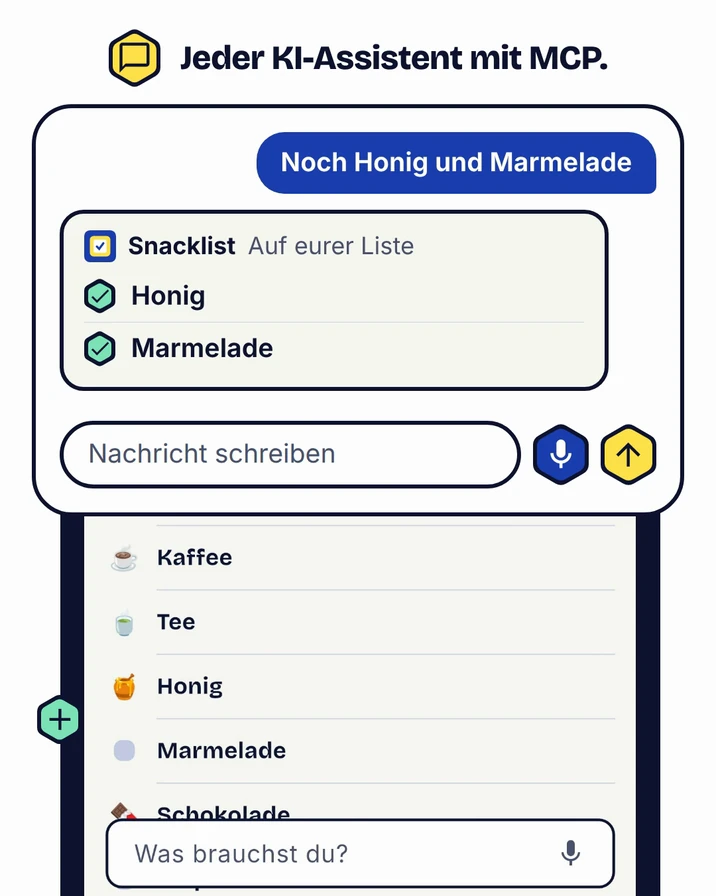 Jeder KI-Assistent mit MCP.
Noch Honig und Marmelade
Snacklist Auf eurer Liste
Honig
Marmelade
Nachricht schreiben
Kaffee
Tee
Honig
Marmelade
Schokolade
Was brauchst du?